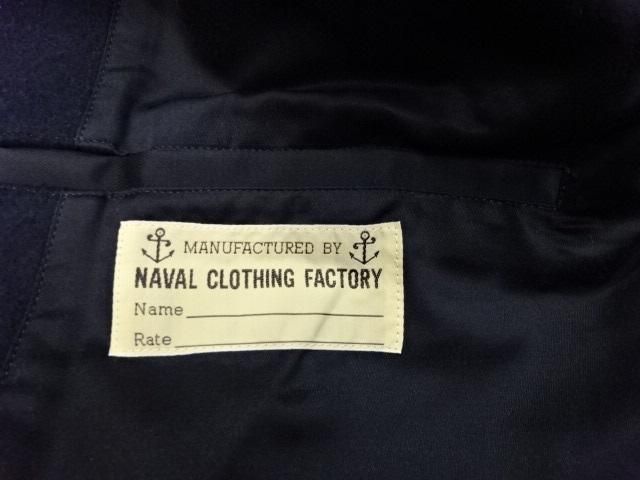 MANUFACTURED BY
NAVAL CLOTHING FACTORY
Name
Rate